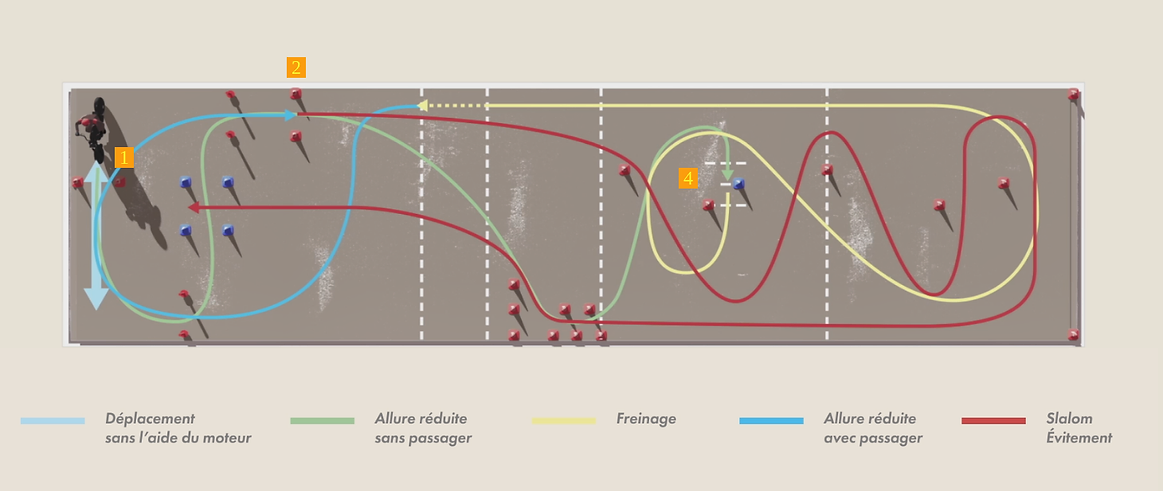 2
1
4
Déplacement
sans l’aide du moteur
Allure réduite
sans passager
Freinage
Allure réduite
avec passager
Slalom
Évitement